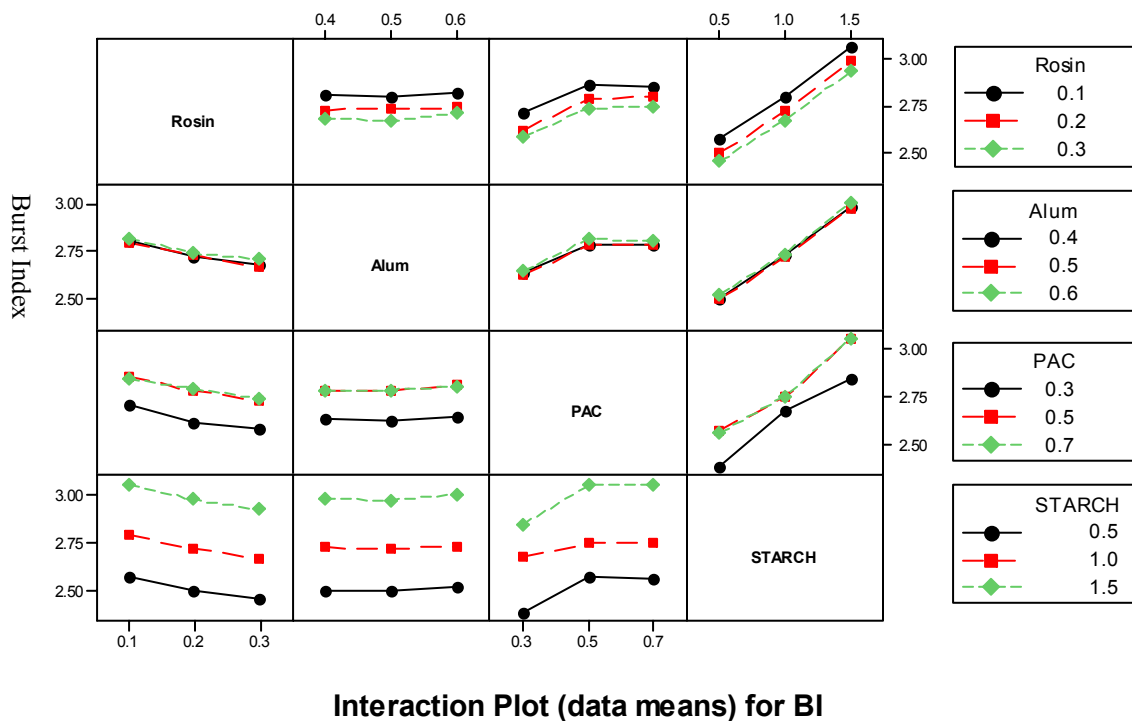 0.4 0.5 0.6 0.5 1.0 1.5
Rosin
3.00
2.75
2.50
Rosin
0.1
0.2
0.3
Burst Index
3.00
2.75
2.50
Alum
Alum
0.4
0.5
0.6
PAC
3.00
2.75
2.50
PAC
0.3
0.5
0.7
3.00
2.75
2.50
STARCH
STARCH
0.5
1.0
1.5
0.1 0.2 0.3 0.3 0.5 0.7
Interaction Plot (data means) for BI